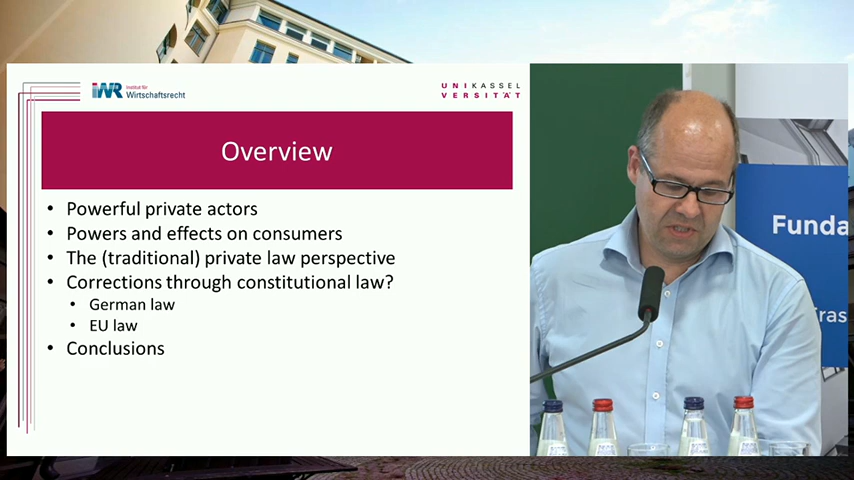 iWR Institut für
Wirtschaftsrecht
UNIKASSEL
VERSITÄT
Overview
• Powerful private actors
• Powers and effects on consumers
• The (traditional) private law perspective
• Corrections through constitutional law?
• German law
• EU law
• Conclusions
Funda
Eras